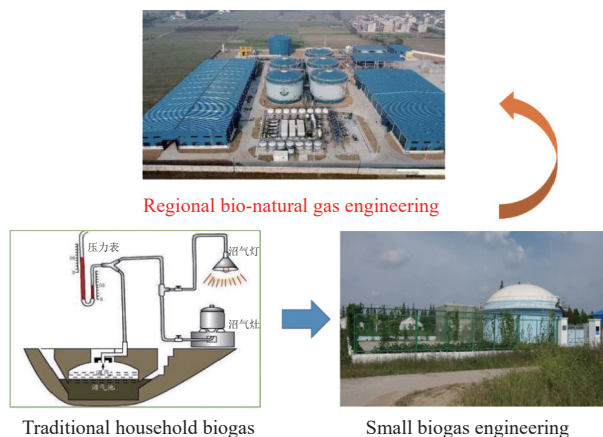 Regional bio-natural gas engineering
压力表
沼气灯
沼气灶
沼气池
Traditional household biogas
Small biogas engineering